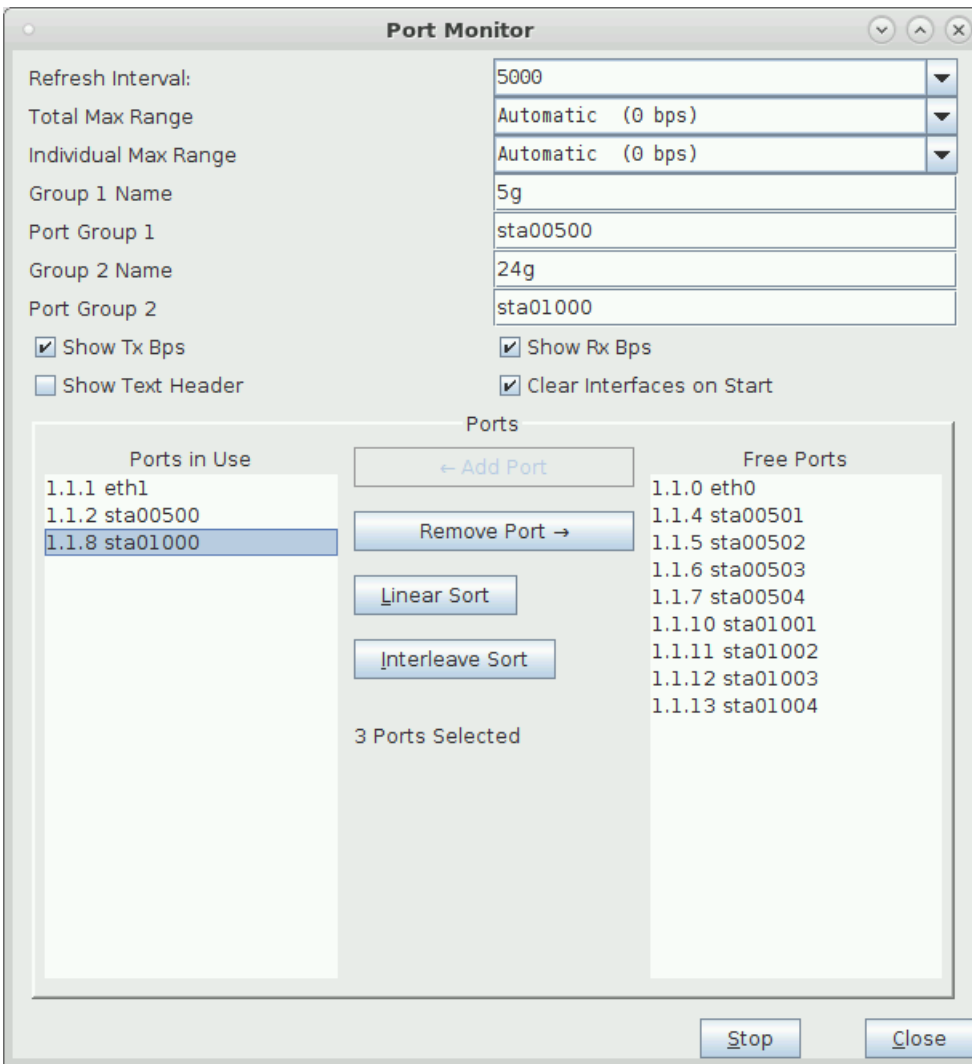 Port Monitor
Refresh Interval: 5000
Total Max Range Automatic (0 bps)
Individual Max Range Automatic (0 bps)
Group 1 Name 5g
Port Group 1 sta00500
Group 2 Name 24g
Port Group 2 sta01000
Show Tx Bps Show Rx Bps
Show Text Header Clear Interfaces on Start
Ports
Ports in Use
1.1.1 eth1
1.1.2 sta00500
1.1.8 sta01000
← Add Port
Remove Port →
Linear Sort
Interleave Sort
3 Ports Selected
Free Ports
1.1.0 eth0
1.1.4 sta00501
1.1.5 sta00502
1.1.6 sta00503
1.1.7 sta00504
1.1.10 sta01001
1.1.11 sta01002
1.1.12 sta01003
1.1.13 sta01004
Stop Close